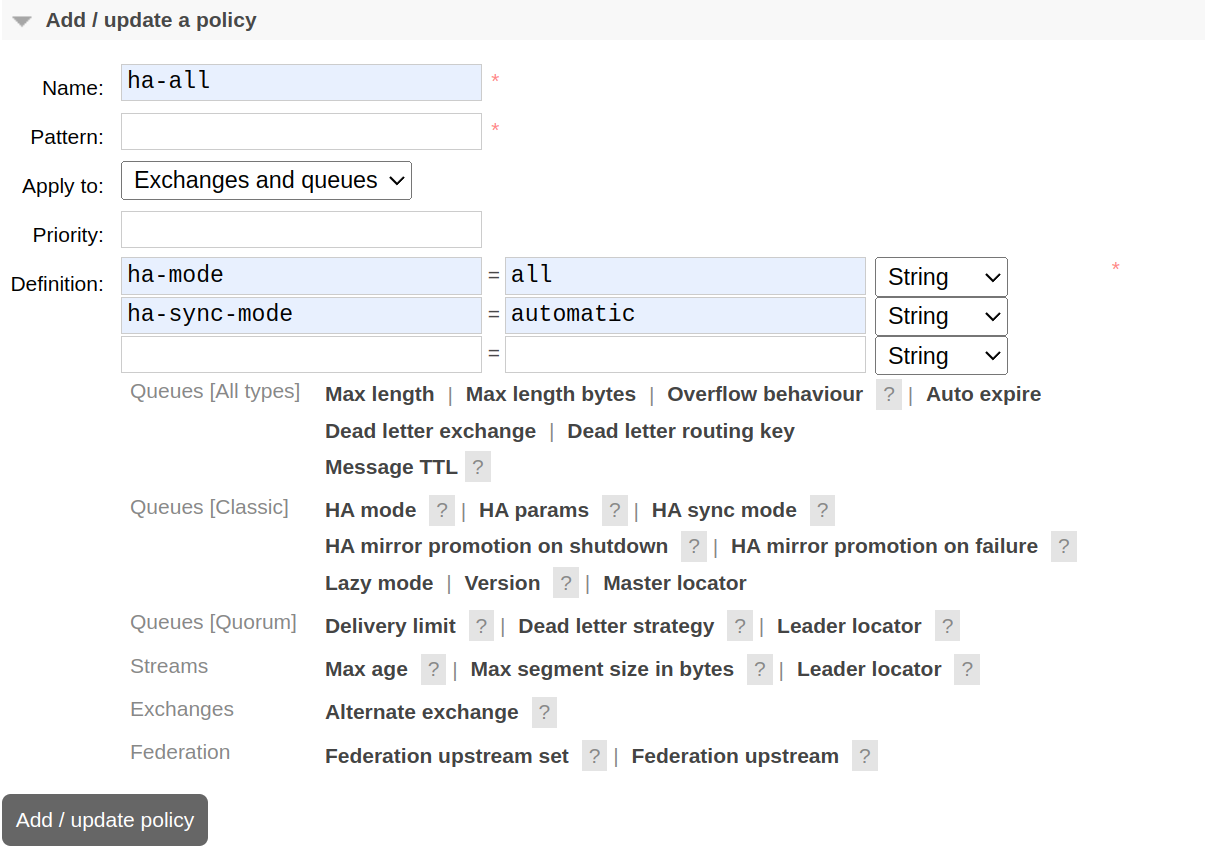 Add / update a policy
Name: ha-all *
Pattern: *
Apply to: Exchanges and queues
Priority:
Definition: ha-mode = all String *
ha-sync-mode = automatic String
= String
Queues [All types] Max length | Max length bytes | Overflow behaviour ? | Auto expire
Dead letter exchange | Dead letter routing key
Message TTL ?
Queues [Classic] HA mode ? | HA params ? | HA sync mode ?
HA mirror promotion on shutdown ? | HA mirror promotion on failure ?
Lazy mode | Version ? | Master locator
Queues [Quorum] Delivery limit ? | Dead letter strategy ? | Leader locator ?
Streams Max age ? | Max segment size in bytes ? | Leader locator ?
Exchanges Alternate exchange ?
Federation Federation upstream set ? | Federation upstream ?
Add / update policy